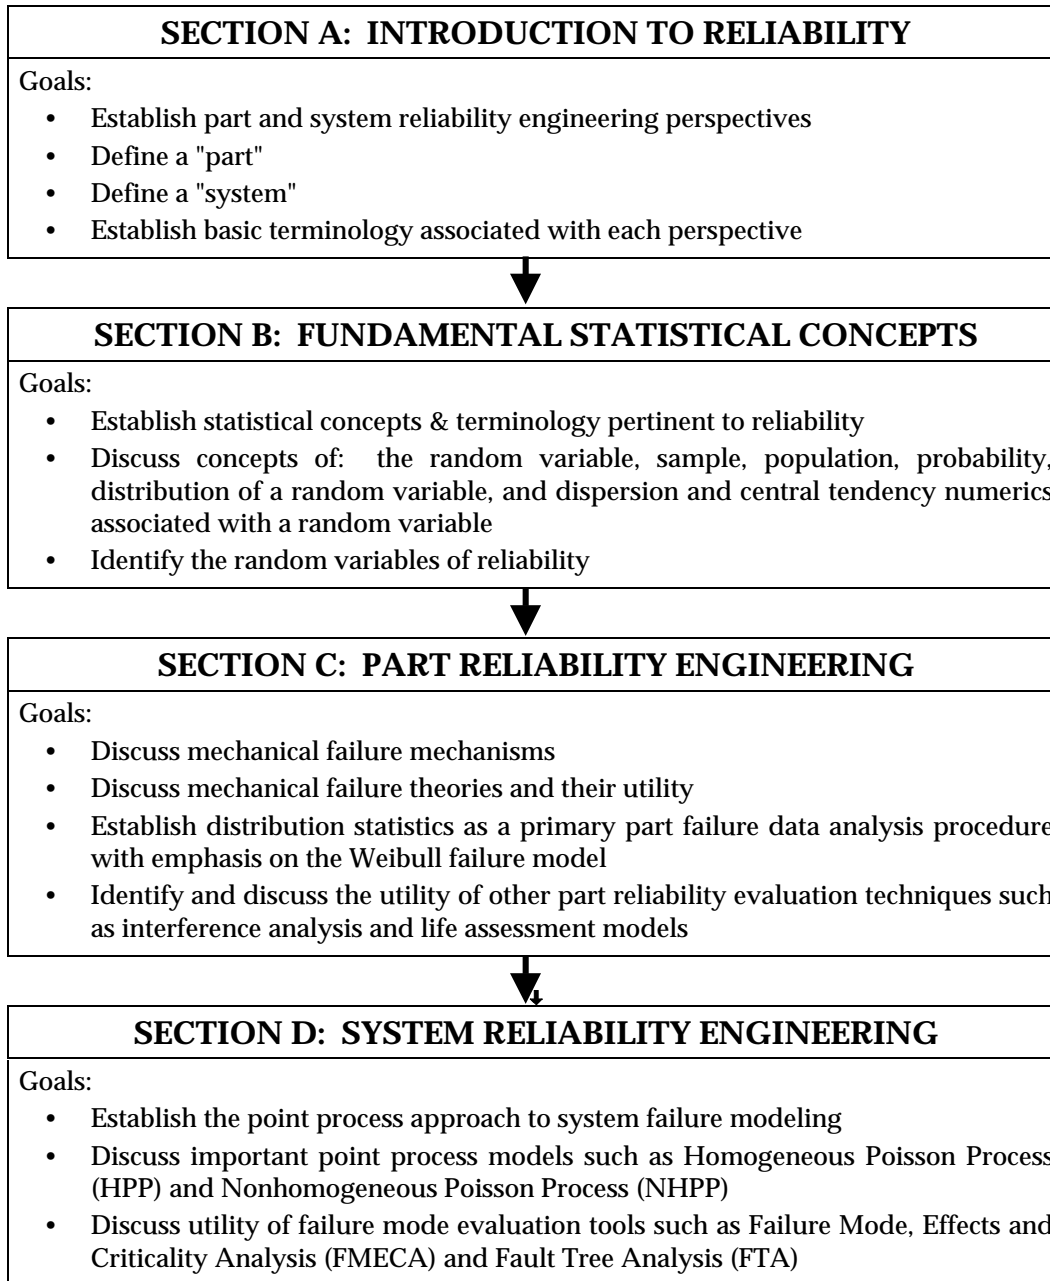 SECTION A: INTRODUCTION TO RELIABILITY
Goals:
• Establish part and system reliability engineering perspectives
• Define a "part"
• Define a "system"
• Establish basic terminology associated with each perspective
SECTION B: FUNDAMENTAL STATISTICAL CONCEPTS
Goals:
• Establish statistical concepts & terminology pertinent to reliability
• Discuss concepts of: the random variable, sample, population, probability,
distribution of a random variable, and dispersion and central tendency numerics
associated with a random variable
• Identify the random variables of reliability
SECTION C: PART RELIABILITY ENGINEERING
Goals:
• Discuss mechanical failure mechanisms
• Discuss mechanical failure theories and their utility
• Establish distribution statistics as a primary part failure data analysis procedure
with emphasis on the Weibull failure model
• Identify and discuss the utility of other part reliability evaluation techniques such
as interference analysis and life assessment models
SECTION D: SYSTEM RELIABILITY ENGINEERING
Goals:
• Establish the point process approach to system failure modeling
• Discuss important point process models such as Homogeneous Poisson Process
(HPP) and Nonhomogeneous Poisson Process (NHPP)
• Discuss utility of failure mode evaluation tools such as Failure Mode, Effects and
Criticality Analysis (FMECA) and Fault Tree Analysis (FTA)